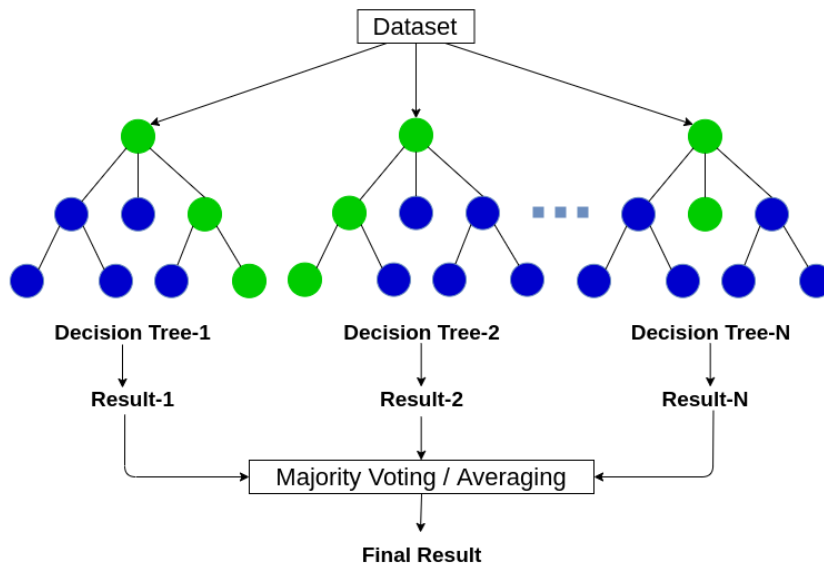 Dataset
Decision Tree-1
Decision Tree-2
Decision Tree-N
Result-1
Result-2
Result-N
Majority Voting / Averaging
Final Result